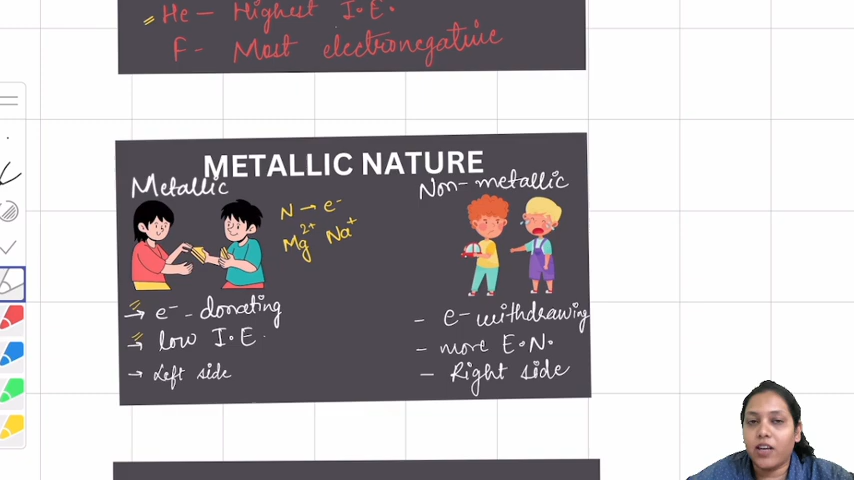 He – Highest I.E.
F - Most electronegative
METALLIC NATURE
Metallic
Non-metallic
N → e-
Mg2+ Na+
→ e- - donating
→ low I.E.
→ Left side
- e- withdrawing
- more E.N.
- Right side